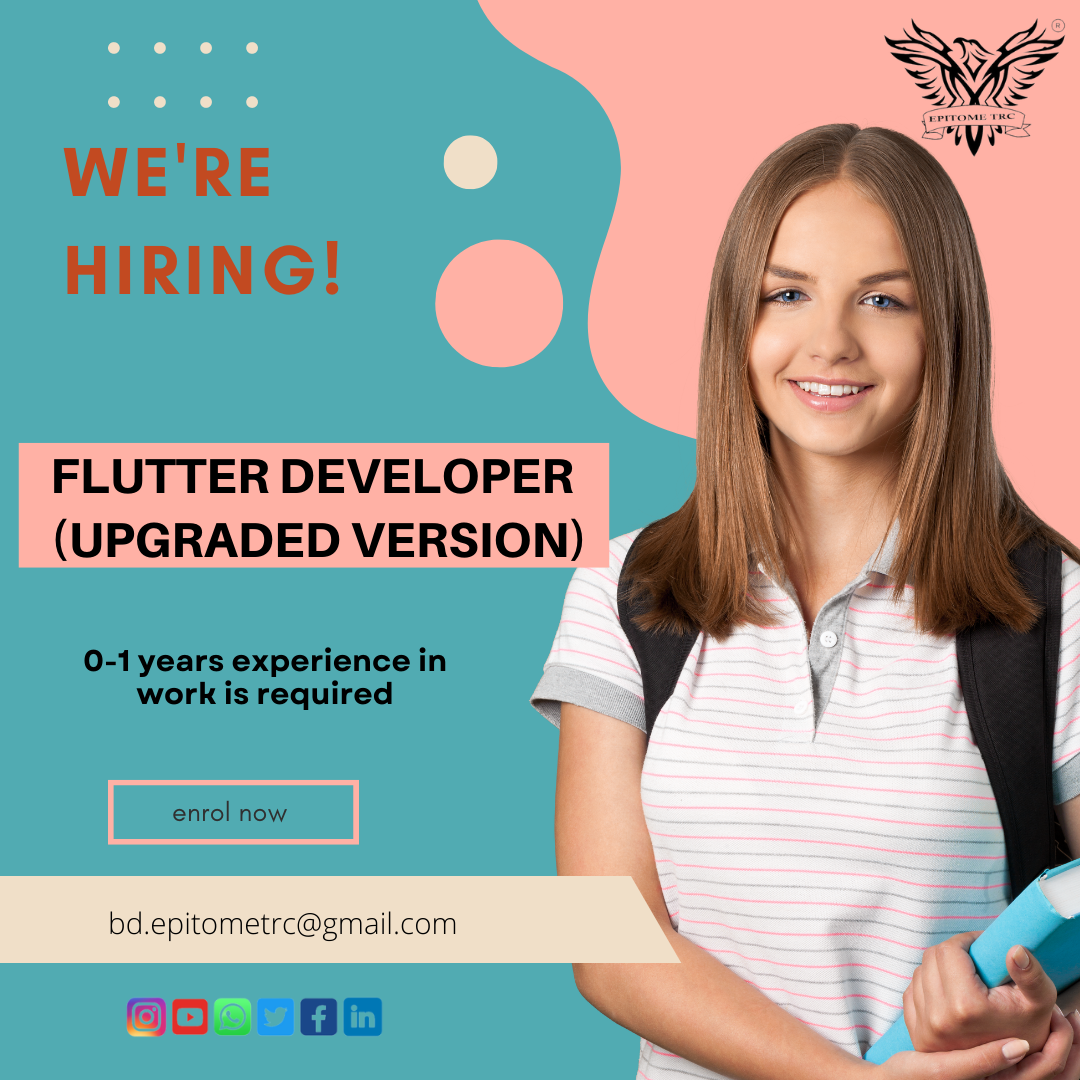 ®
EPITOME TRC
WE'RE
HIRING!
FLUTTER DEVELOPER
(UPGRADED VERSION)
0-1 years experience in
work is required
enrol now
bd.epitometrc@gmail.com
in